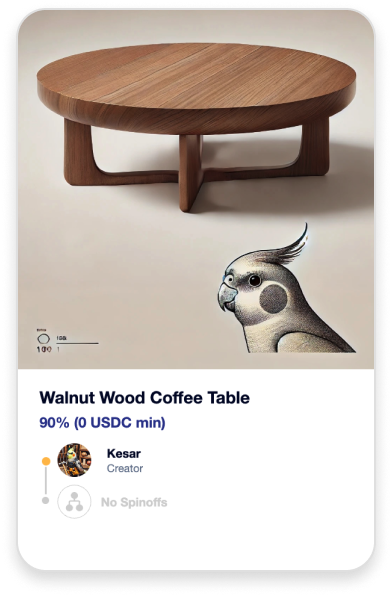 Walnut Wood Coffee Table
90% (0 USDC min)
Kesar
Creator
No Spinoffs